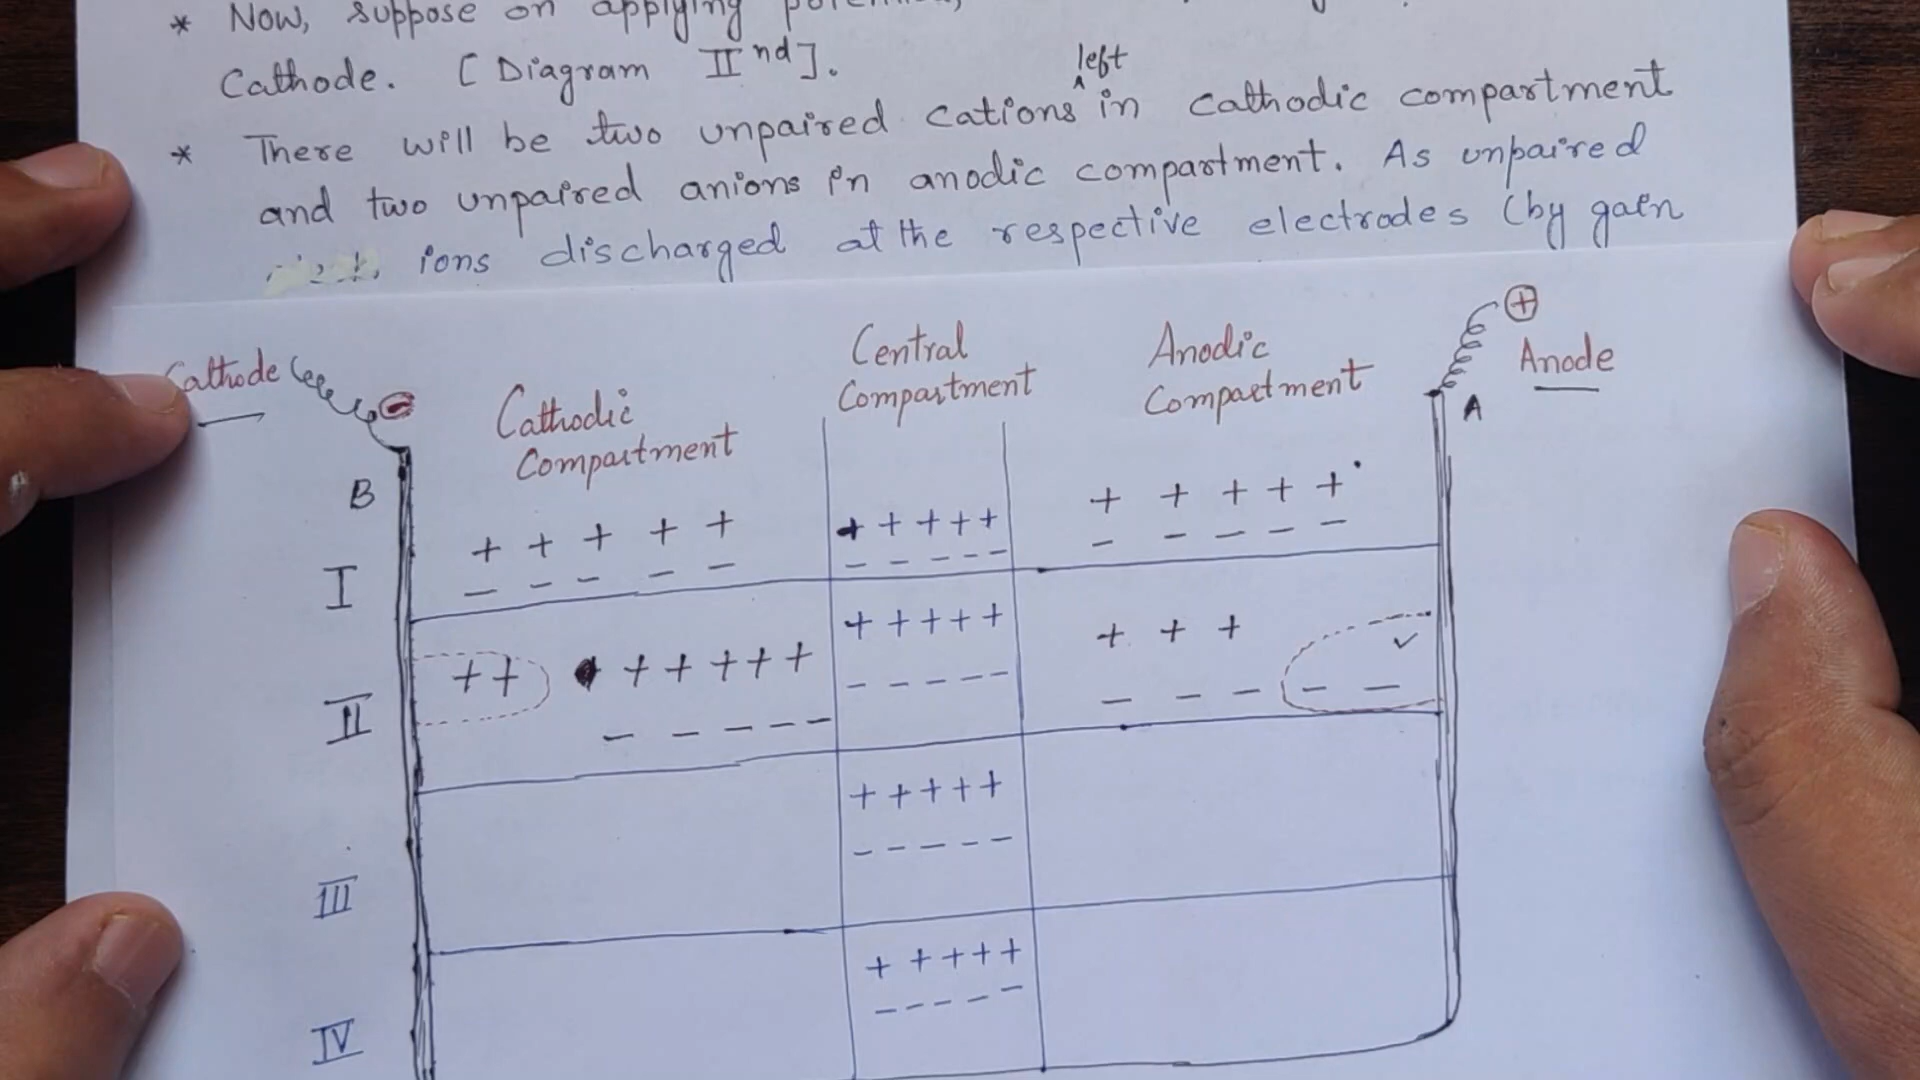 * Now, suppose on applying
Cathode. [Diagram IInd].
left
* There will be two unpaired cations in cathodic compartment
and two unpaired anions in anodic compartment. As unpaired
ions discharged at the respective electrodes (by gain
Cathode
-
Cathodic
Compartment
Central
Compartment
Anodic
Compartment
+
Anode
A
B
+ + + + +
- - - - -
+ + + + +
- - - - -
+ + + + +
- - - - -
I
+ + + + + + +
- - - - -
+ + + + +
- - - - -
+ + +
- - - - -
✓
II
+ + + + +
- - - - -
III
+ + + + +
- - - - -
IV